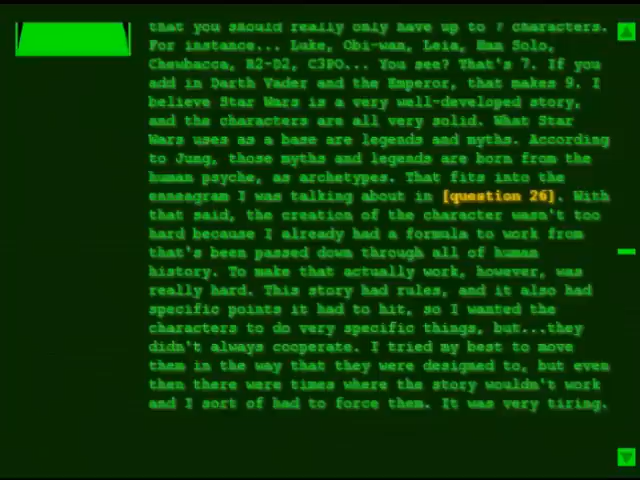 that you should really only have up to 7 characters.
For instance... Luke, Obi-wan, Leia, Han Solo,
Chewbacca, R2-D2, C3PO... You see? That's 7. If you
add in Darth Vader and the Emperor, that makes 9. I
believe Star Wars is a very well-developed story,
and the characters are all very solid. What Star
Wars uses as a base are legends and myths. According
to Jung, those myths and legends are born from the
human psyche, as archetypes. That fits into the
enneagram I was talking about in [question 26]. With
that said, the creation of the character wasn't too
hard because I already had a formula to work from
that's been passed down through all of human
history. To make that actually work, however, was
really hard. This story had rules, and it also had
specific points it had to hit, so I wanted the
characters to do very specific things, but...they
didn't always cooperate. I tried my best to move
them in the way that they were designed to, but even
then there were times where the story wouldn't work
and I sort of had to force them. It was very tiring.